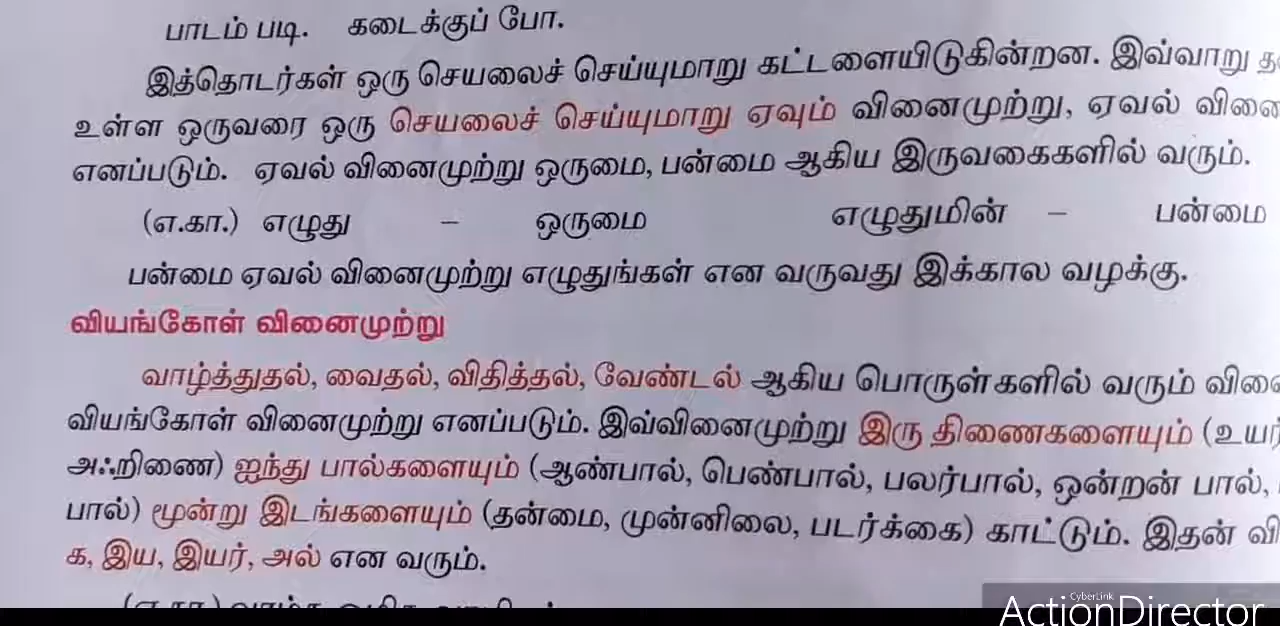 பாடம் படி. கடைக்குப் போ.
இத்தொடர்கள் ஒரு செயலைச் செய்யுமாறு கட்டளையிடுகின்றன. இவ்வாறு
உள்ள ஒருவரை ஒரு செயலைச் செய்யுமாறு ஏவும் வினைமுற்று, ஏவல் வினை
எனப்படும். ஏவல் வினைமுற்று ஒருமை, பன்மை ஆகிய இருவகைகளில் வரும்.
(எ.கா.) எழுது – ஒருமை எழுதுமின் – பன்மை
பன்மை ஏவல் வினைமுற்று எழுதுங்கள் என வருவது இக்கால வழக்கு.
வியங்கோள் வினைமுற்று
வாழ்த்துதல், வைதல், விதித்தல், வேண்டல் ஆகிய பொருள்களில் வரும் வினை
வியங்கோள் வினைமுற்று எனப்படும். இவ்வினைமுற்று இரு திணைகளையும் (உயர்
அஃறிணை) ஐந்து பால்களையும் (ஆண்பால், பெண்பால், பலர்பால், ஒன்றன் பால்,
பால்) மூன்று இடங்களையும் (தன்மை, முன்னிலை, படர்க்கை) காட்டும். இதன் வி
க, இய, இயர், அல் என வரும்.
CyberLink
ActionDirector